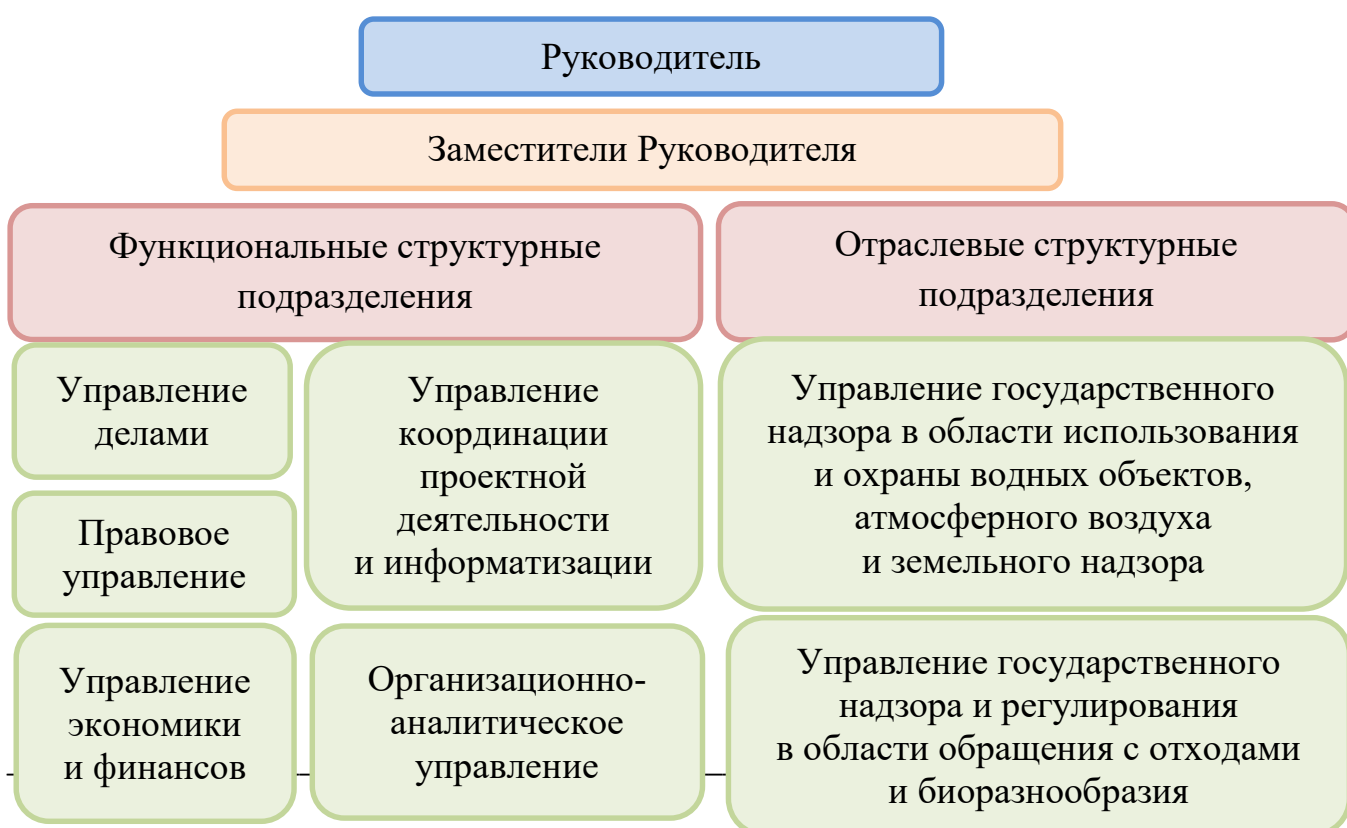 Руководитель
Заместители Руководителя
Функциональные структурные
подразделения
Отраслевые структурные
подразделения
Управление
делами
Правовое
управление
Управление
экономики
и финансов
Управление
координации
проектной
деятельности
и информатизации
Организационно-
аналитическое
управление
Управление государственного
надзора в области использования
и охраны водных объектов,
атмосферного воздуха
и земельного надзора
Управление государственного
надзора и регулирования
в области обращения с отходами
и биоразнообразия